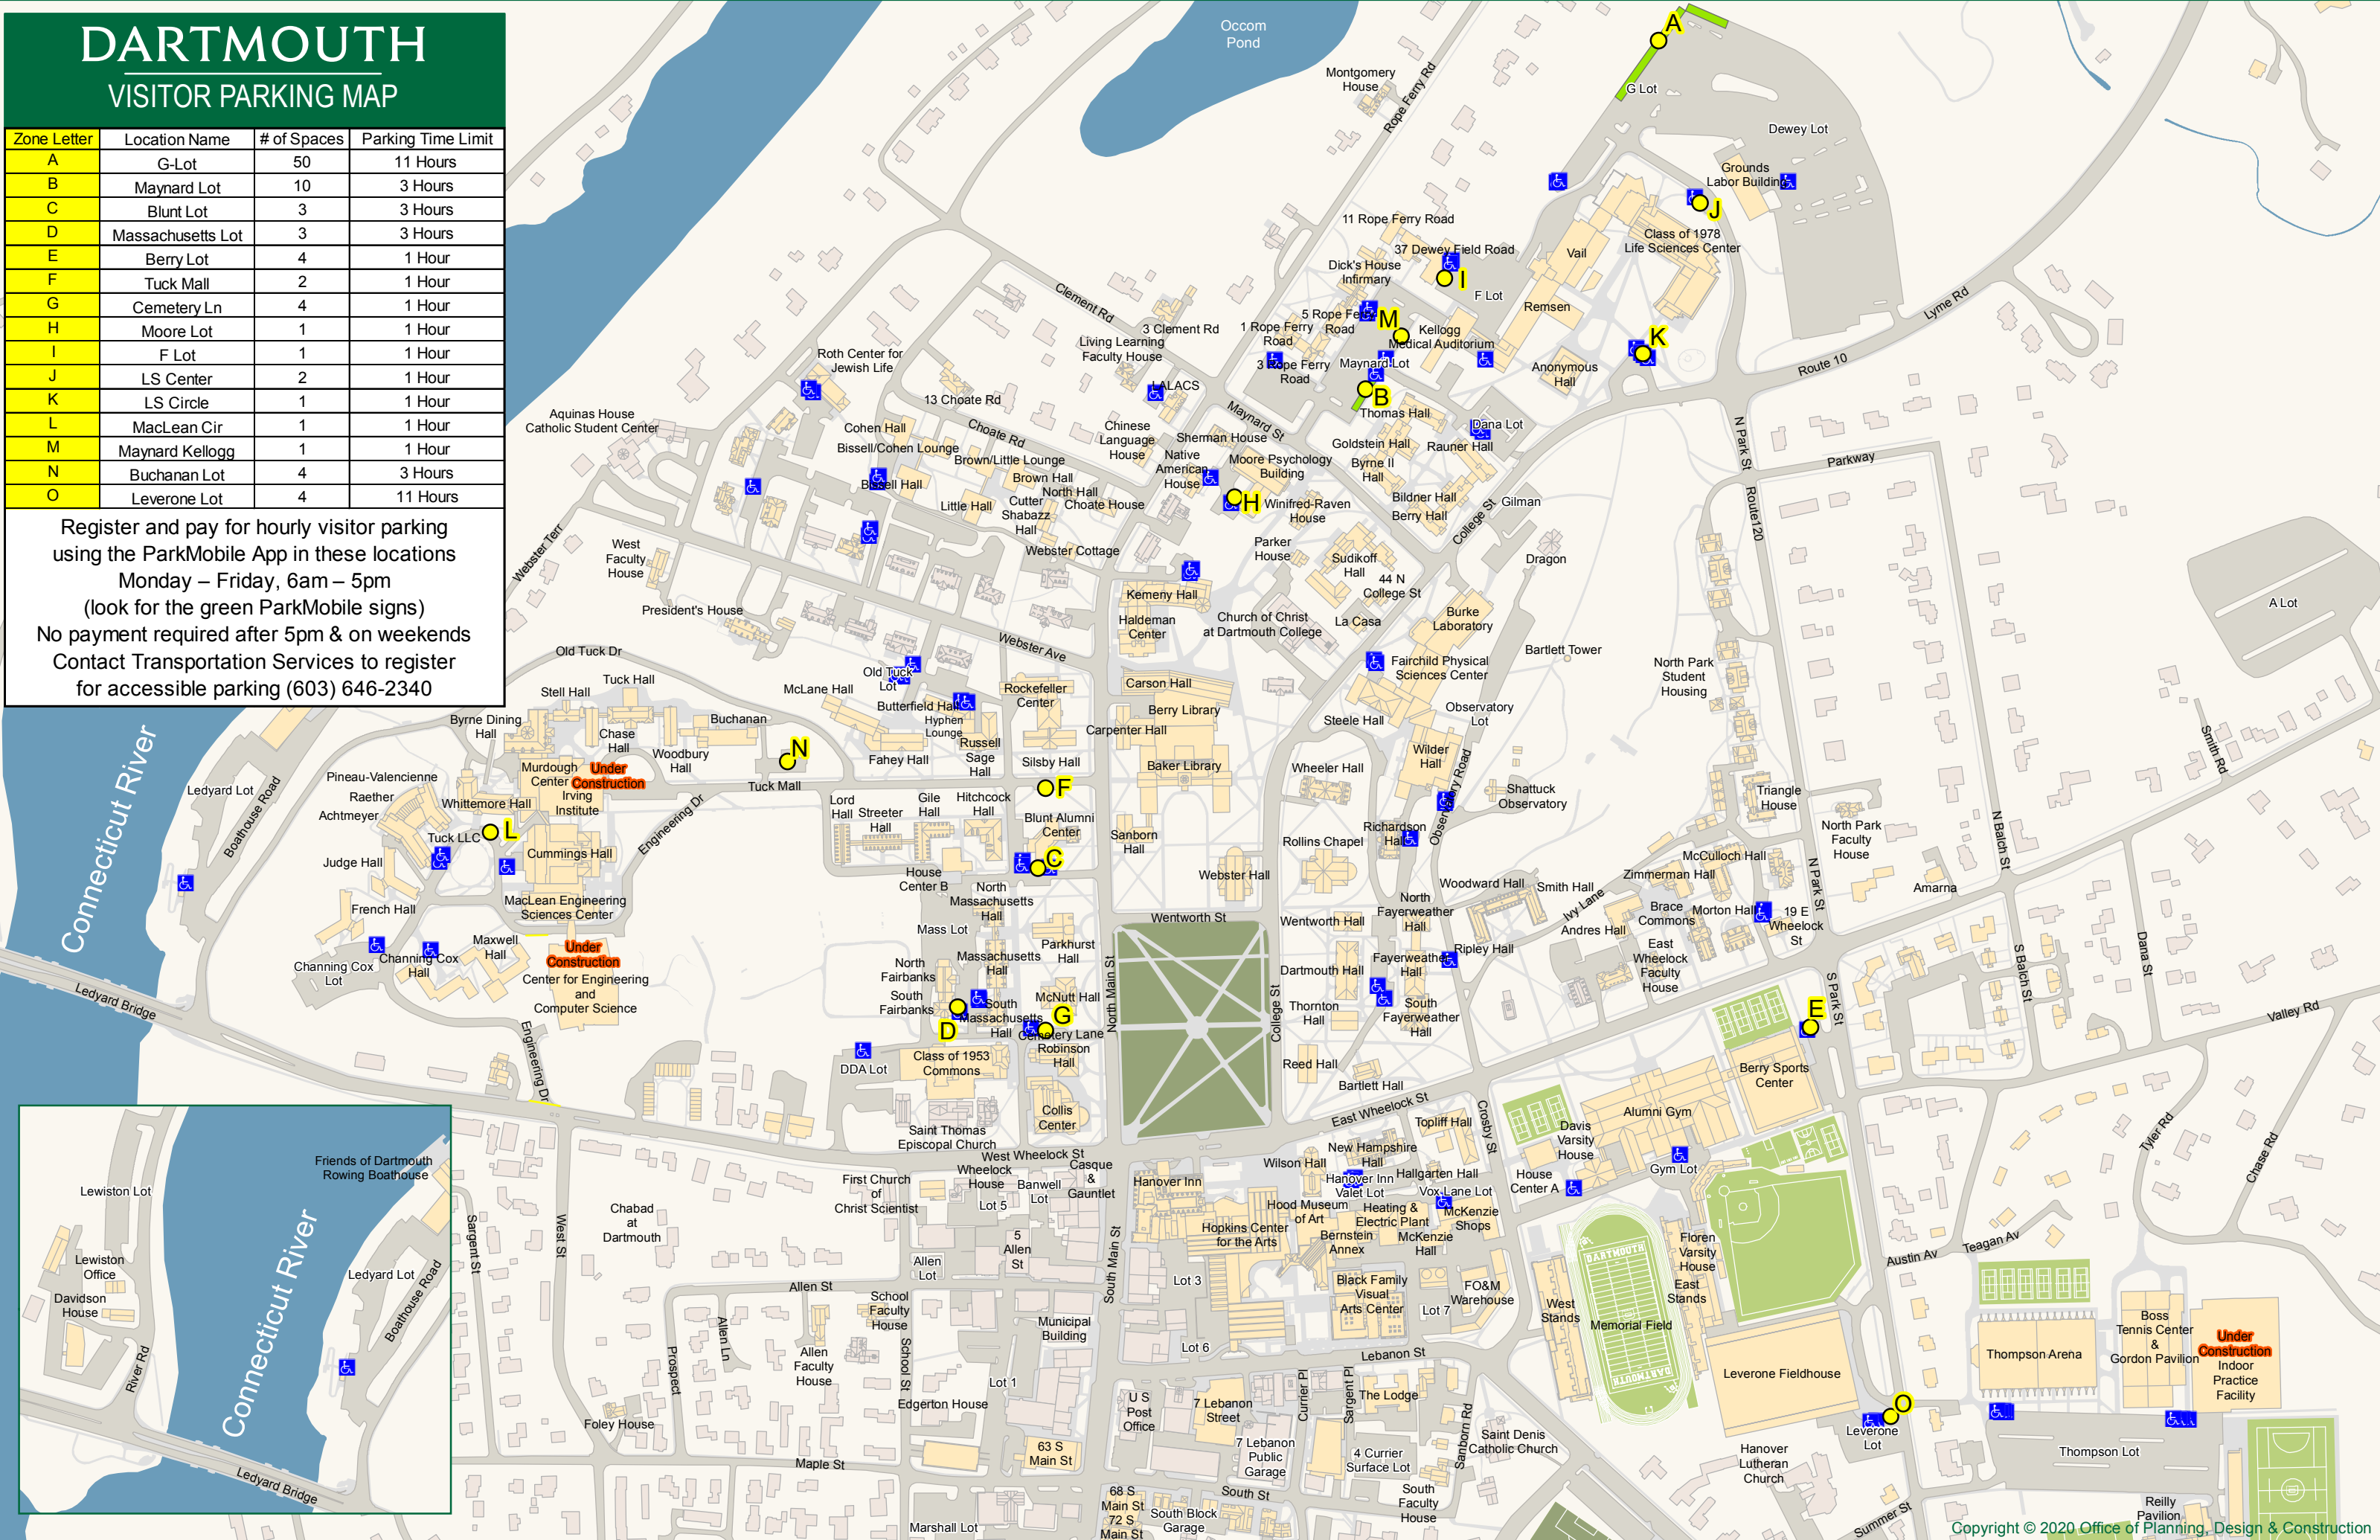 DARTMOUTH
VISITOR PARKING MAP
Zone Letter Location Name # of Spaces Parking Time Limit
A G-Lot 50 11 Hours
B Maynard Lot 10 3 Hours
C Blunt Lot 3 3 Hours
D Massachusetts Lot 3 3 Hours
E Berry Lot 4 1 Hour
F Tuck Mall 2 1 Hour
G Cemetery Ln 4 1 Hour
H Moore Lot 1 1 Hour
I F Lot 1 1 Hour
J LS Center 2 1 Hour
K LS Circle 1 1 Hour
L MacLean Cir 1 1 Hour
M Maynard Kellogg 1 1 Hour
N Buchanan Lot 4 3 Hours
O Leverone Lot 4 11 Hours
Register and pay for hourly visitor parking
using the ParkMobile App in these locations
Monday – Friday, 6am – 5pm
(look for the green ParkMobile signs)
No payment required after 5pm & on weekends
Contact Transportation Services to register
for accessible parking (603) 646-2340
Occom
Pond
Montgomery
House
Rope Ferry Rd
A
G Lot
Dewey Lot
Grounds
Labor Building
J
Class of 1978
Life Sciences Center
11 Rope Ferry Road
37 Dewey Field Road
Vail
Dick's House
Infirmary
I
F Lot
Remsen
5 Rope Ferry
Road
M
1 Rope Ferry
Road
Kellogg
Medical Auditorium
K
Lyme Rd
Route 10
Maynard Lot
3 Rope Ferry
Road
Anonymous
Hall
B
Clement Rd
3 Clement Rd
Living Learning
Faculty House
LALACS
Roth Center for
Jewish Life
13 Choate Rd
Choate Rd
Aquinas House
Catholic Student Center
Cohen Hall
Bissell/Cohen Lounge
Brown/Little Lounge
Bissell Hall
Brown Hall
North Hall
Little Hall
Cutter
Shabazz
Hall
Choate House
Chinese
Language
House
Maynard St
Sherman House
Native
American
House
Moore Psychology
Building
H
Winifred-Raven
House
Thomas Hall
Dana Lot
Goldstein Hall
Rauner Hall
Byrne II
Hall
Bildner Hall
Berry Hall
College St
Gilman
N Park St
Route120
Parkway
A Lot
Webster Terr
West
Faculty
House
Webster Cottage
Parker
House
Sudikoff
Hall
44 N
College St
Dragon
President's House
Kemeny Hall
Haldeman
Center
Church of Christ
at Dartmouth College
La Casa
Burke
Laboratory
Webster Ave
Old Tuck Dr
Fairchild Physical
Sciences Center
Bartlett Tower
North Park
Student
Housing
Old Tuck
Lot
Tuck Hall
Stell Hall
McLane Hall
Butterfield Hall
Hyphen
Lounge
Rockefeller
Center
Carson Hall
Berry Library
Carpenter Hall
Steele Hall
Observatory
Lot
Byrne Dining
Hall
Chase
Hall
Buchanan
Woodbury
Hall
N
Russell
Sage
Hall
Fahey Hall
Silsby Hall
Baker Library
Wheeler Hall
Wilder
Hall
Observatory Road
Shattuck
Observatory
Triangle
House
Smith Rd
Connecticut River
Ledyard Lot
Boathouse Road
Pineau-Valencienne
Raether
Achtmeyer
Murdough
Center
Under
Construction
Irving
Institute
Whittemore Hall
Tuck LLC
L
Judge Hall
Cummings Hall
Engineering Dr
Tuck Mall
F
Lord
Hall
Streeter
Hall
Gile
Hall
Hitchcock
Hall
Blunt Alumni
Center
C
Sanborn
Hall
Rollins Chapel
Richardson
Hall
North Park
Faculty
House
N Balch St
N Park St
Webster Hall
House
Center B
French Hall
MacLean Engineering
Sciences Center
North
Massachusetts
Hall
Mass Lot
Wentworth St
Wentworth Hall
North
Fayerweather
Hall
Woodward Hall
Smith Hall
Ivy Lane
Andres Hall
Zimmerman Hall
McCulloch Hall
Brace
Commons
Morton Hall
19 E
Wheelock
St
Amarna
Channing Cox
Lot
Channing Cox
Hall
Maxwell
Hall
Under
Construction
Center for Engineering
and
Computer Science
North
Fairbanks
South
Fairbanks
Massachusetts
Hall
Parkhurst
Hall
D
South
Massachusetts
Hall
McNutt Hall
G
Cemetery Lane
Robinson
Hall
North Main St
College St
Dartmouth Hall
Thornton
Hall
Fayerweather
Hall
South
Fayerweather
Hall
Ripley Hall
East
Wheelock
Faculty
House
E
S Park St
S Balch St
Dana St
Valley Rd
Ledyard Bridge
Engineering Dr
DDA Lot
Class of 1953
Commons
Collis
Center
Reed Hall
Bartlett Hall
East Wheelock St
Crosby St
Berry Sports
Center
Alumni Gym
Tyler Rd
Chase Rd
Saint Thomas
Episcopal Church
West Wheelock St
Topliff Hall
New Hampshire
Hall
Davis
Varsity
House
Gym Lot
House
Center A
Sargent St
West St
Chabad
at
Dartmouth
First Church
of
Christ Scientist
Wheelock
House
Banwell
Lot
Casque
&
Gauntlet
Lot 5
5
Allen
St
Allen
Lot
Hanover Inn
Wilson Hall
Hanover Inn
Valet Lot
Hallgarten Hall
Vox Lane Lot
Hood Museum
of Art
Heating &
Electric Plant
McKenzie
Shops
Hopkins Center
for the Arts
Bernstein
Annex
McKenzie
Hall
Floren
Varsity
House
East
Stands
Austin Av
Teagan Av
Allen St
School
Faculty
House
South Main St
Lot 3
Black Family
Visual
Arts Center
Lot 7
FO&M
Warehouse
West
Stands
DARTMOUTH
Memorial Field
DARTMOUTH
Municipal
Building
Allen Ln
Allen
Faculty
House
Prospect
School St
Lot 1
Edgerton House
Lot 6
Lebanon St
U S
Post
Office
7 Lebanon
Street
Currier Pl
Sargent Pl
The Lodge
Leverone Fieldhouse
Thompson Arena
Boss
Tennis Center
&
Gordon Pavilion
Under
Construction
Indoor
Practice
Facility
O
Leverone
Lot
Thompson Lot
Foley House
Maple St
63 S
Main St
7 Lebanon
Public
Garage
4 Currier
Surface Lot
Sanborn Rd
Saint Denis
Catholic Church
Hanover
Lutheran
Church
South St
South
Faculty
House
68 S
Main St
72 S
Main St
South Block
Garage
Marshall Lot
Summer St
Reilly
Pavilion
Lewiston Lot
Friends of Dartmouth
Rowing Boathouse
Lewiston
Office
Davidson
House
River Rd
Connecticut River
Ledyard Lot
Boathouse Road
Ledyard Bridge
Copyright © 2020 Office of Planning, Design & Construction